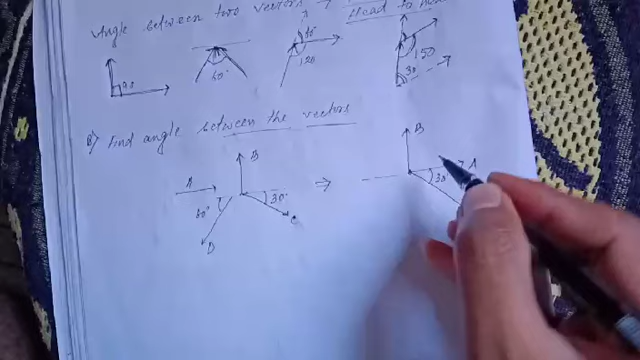 Angle between two vectors → Head to
90
60°
120
150
30
B) find angle between the vectors
A
B
30°
C
60°
D
⇒
B
A
30°